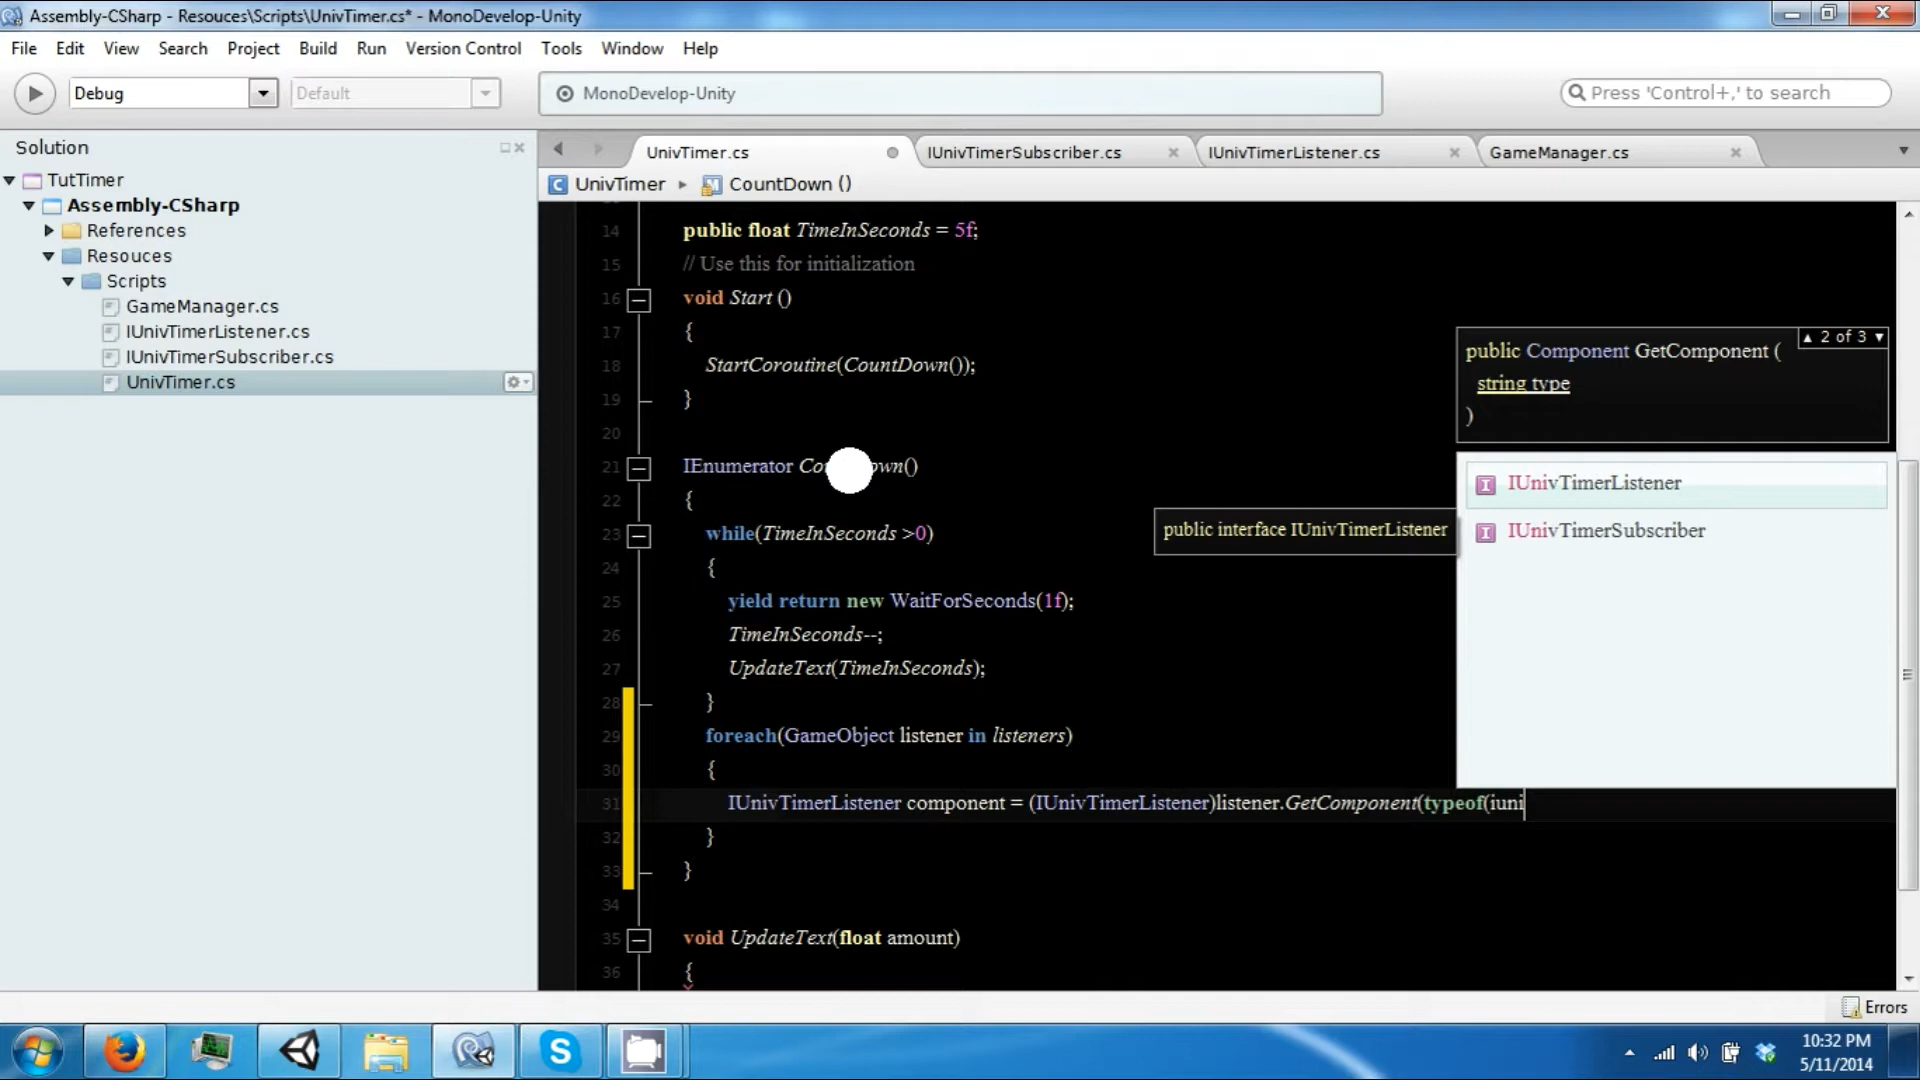 Assembly-CSharp - Resouces\Scripts\UnivTimer.cs* - MonoDevelop-Unity
File Edit View Search Project Build Run Version Control Tools Window Help
Debug Default MonoDevelop-Unity Press 'Control+,' to search
Solution
TutTimer
Assembly-CSharp
References
Resouces
Scripts
GameManager.cs
IUnivTimerListener.cs
IUnivTimerSubscriber.cs
UnivTimer.cs
UnivTimer.cs IUnivTimerSubscriber.cs IUnivTimerListener.cs GameManager.cs
UnivTimer CountDown ()
14 public float TimeInSeconds = 5f;
15 // Use this for initialization
16 void Start ()
17 {
18 StartCoroutine(CountDown());
19 }
20
21 IEnumerator
22 {
23 while(TimeInSeconds >0)
24 {
25 yield return new WaitForSeconds(1f);
26 TimeInSeconds--;
27 UpdateText(TimeInSeconds);
28 }
29 foreach(GameObject listener in listeners)
30 {
31 IUnivTimerListener component = (IUnivTimerListener)listener.GetComponent(typeof(iuni
32 }
33 }
34
35 void UpdateText(float amount)
36 {
▲ 2 of 3 ▼
public Component GetComponent (
string type
)
IUnivTimerListener
IUnivTimerSubscriber
public interface IUnivTimerListener
Errors
10:32 PM
5/11/2014